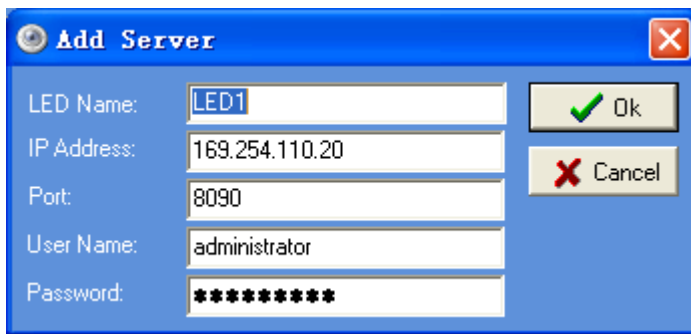 Add Server
LED Name: LED1
Ok
IP Address: 169.254.110.20
Cancel
Port: 8090
User Name: administrator
Password: *********